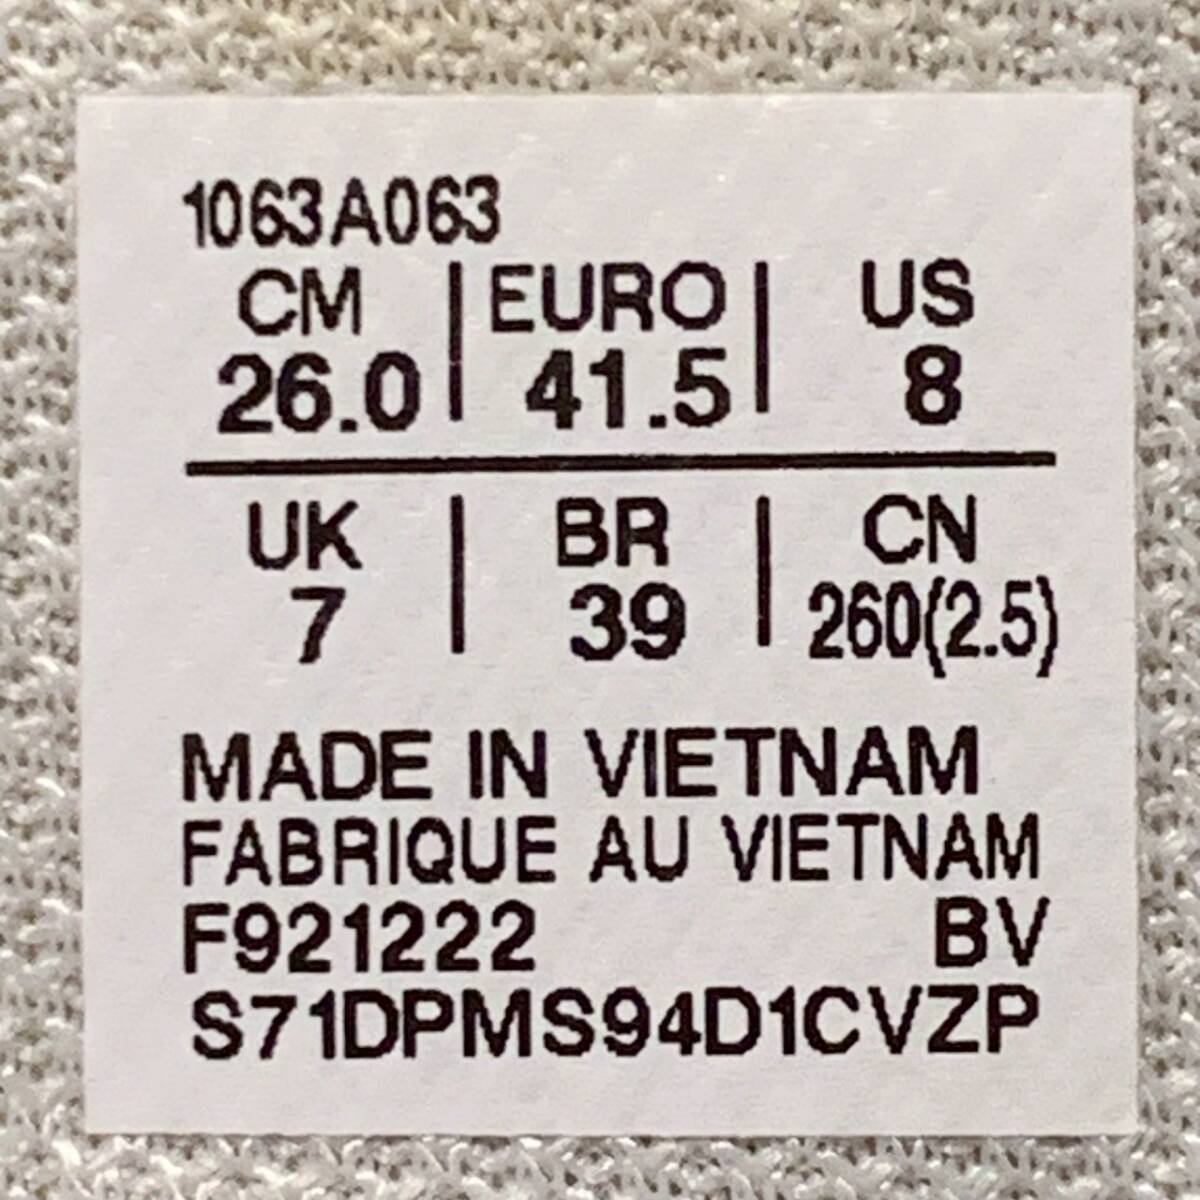 1063A063
CM | EURO | US
26.0 | 41.5 | 8
UK | BR | CN
7 | 39 | 260(2.5)
MADE IN VIETNAM
FABRIQUE AU VIETNAM
F921222 BV
S71DPMS94D1CVZP